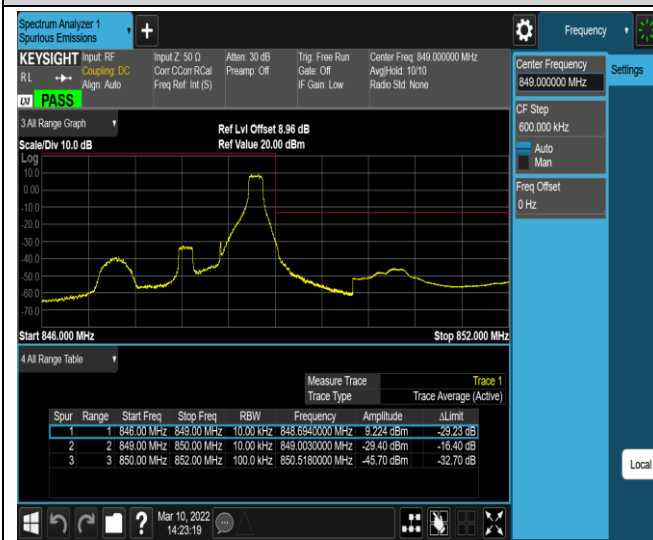 Spectrum Analyzer 1
Spurious Emissions
Frequency
KEYSIGHT Input: RF Input Z: 50 Ω Atten: 30 dB Trig: Free Run Center Freq: 849.000000 MHz
RL Coupling: DC Corr CCorr RCal Preamp: Off Gate: Off Avg|Hold: 10/10
Align: Auto Freq Ref: Int (S) IF Gain: Low Radio Std: None
LXI PASS
Center Frequency
849.000000 MHz
Settings
CF Step
600.000 kHz
Auto
Man
Freq Offset
0 Hz
3 All Range Graph
Ref Lvl Offset 8.96 dB
Scale/Div 10.0 dB Ref Value 20.00 dBm
Log
10.0
0.00
-10.0
-20.0
-30.0
-40.0
-50.0
-60.0
-70.0
Start 846.000 MHz Stop 852.000 MHz
4 All Range Table
Measure Trace Trace 1
Trace Type Trace Average (Active)
Spur Range Start Freq Stop Freq RBW Frequency Amplitude ΔLimit
1 1 846.00 MHz 849.00 MHz 10.00 kHz 848.6940000 MHz 9.224 dBm -29.23 dB
2 2 849.00 MHz 850.00 MHz 10.00 kHz 849.0030000 MHz -29.40 dBm -16.40 dB
3 3 850.00 MHz 852.00 MHz 100.0 kHz 850.5180000 MHz -45.70 dBm -32.70 dB
Local
Mar 10, 2022
14:23:19